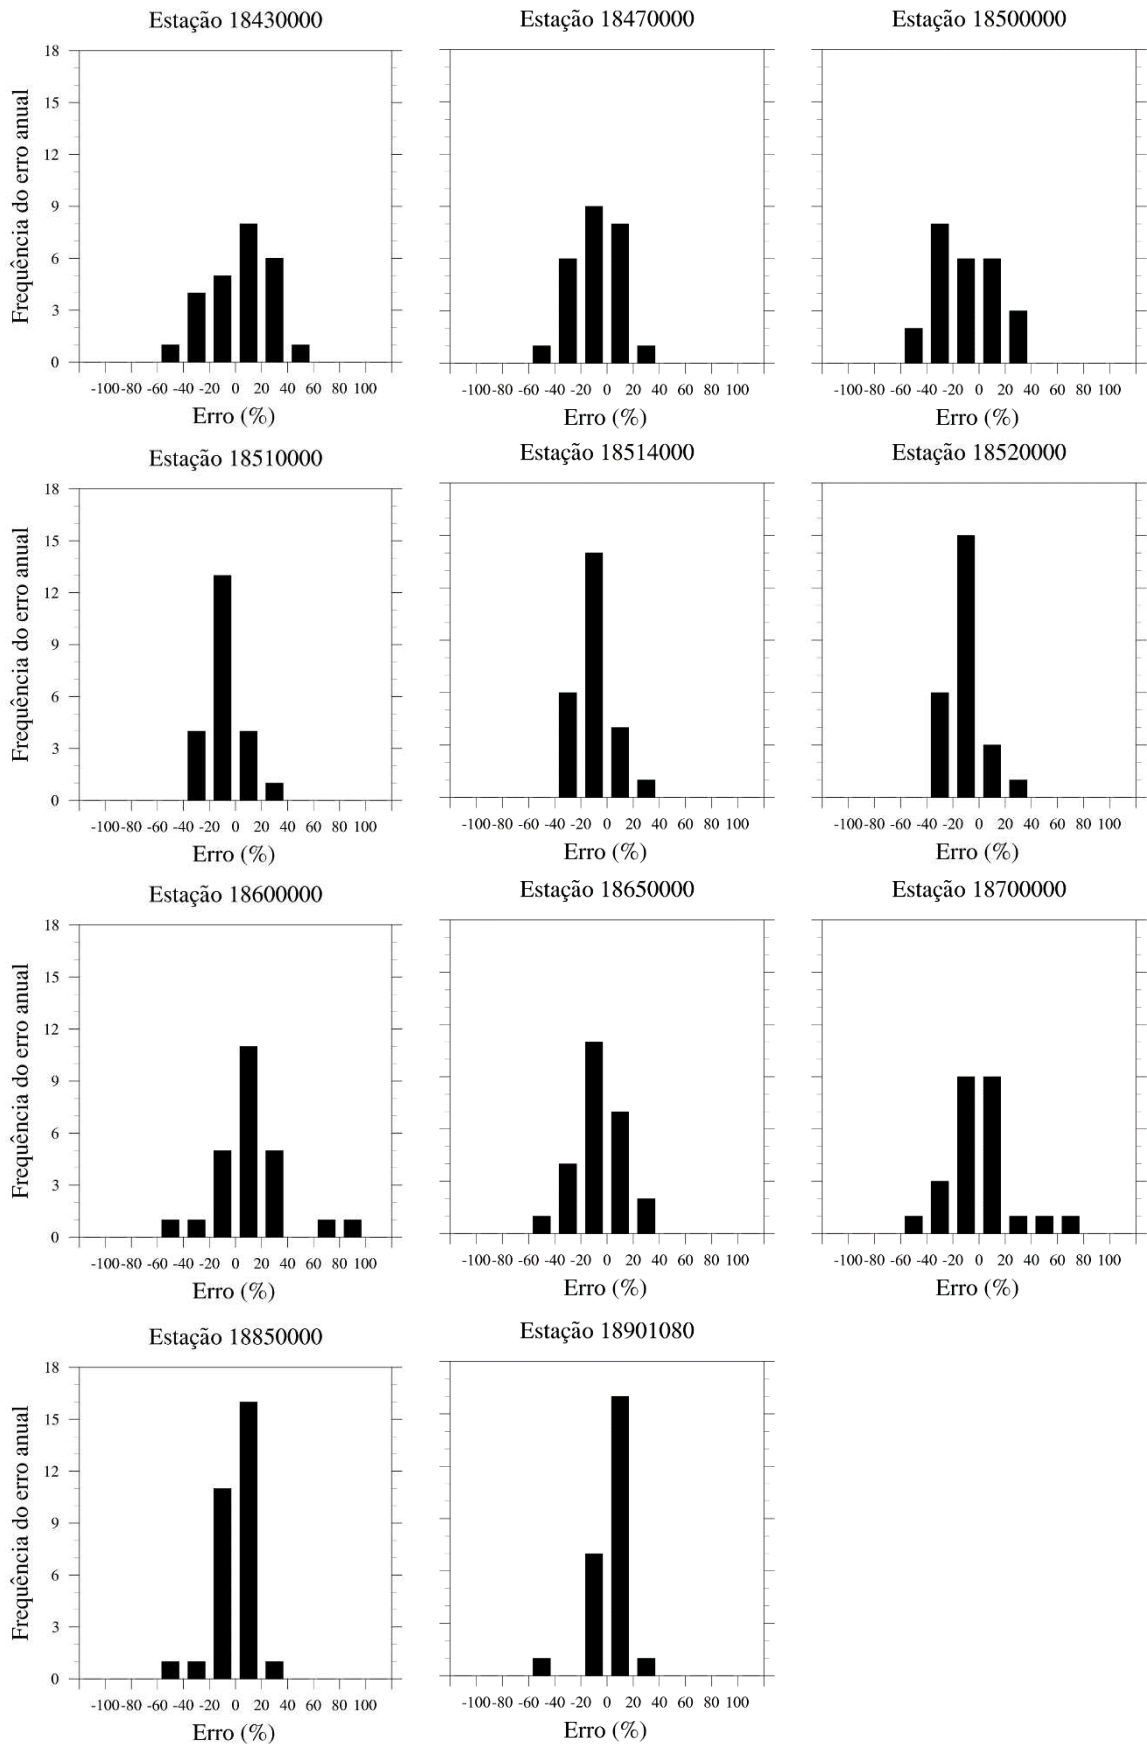 Estação 18430000
Estação 18470000
Estação 18500000
Frequência do erro anual
18
15
12
9
6
3
0
-100 -80 -60 -40 -20 0 20 40 60 80 100
-100 -80 -60 -40 -20 0 20 40 60 80 100
-100 -80 -60 -40 -20 0 20 40 60 80 100
Erro (%)
Erro (%)
Erro (%)
Estação 18510000
Estação 18514000
Estação 18520000
Frequência do erro anual
18
15
12
9
6
3
0
-100 -80 -60 -40 -20 0 20 40 60 80 100
-100 -80 -60 -40 -20 0 20 40 60 80 100
-100 -80 -60 -40 -20 0 20 40 60 80 100
Erro (%)
Erro (%)
Erro (%)
Estação 18600000
Estação 18650000
Estação 18700000
Frequência do erro anual
18
15
12
9
6
3
0
-100 -80 -60 -40 -20 0 20 40 60 80 100
-100 -80 -60 -40 -20 0 20 40 60 80 100
-100 -80 -60 -40 -20 0 20 40 60 80 100
Erro (%)
Erro (%)
Erro (%)
Estação 18850000
Estação 18901080
Frequência do erro anual
18
15
12
9
6
3
0
-100 -80 -60 -40 -20 0 20 40 60 80 100
-100 -80 -60 -40 -20 0 20 40 60 80 100
Erro (%)
Erro (%)